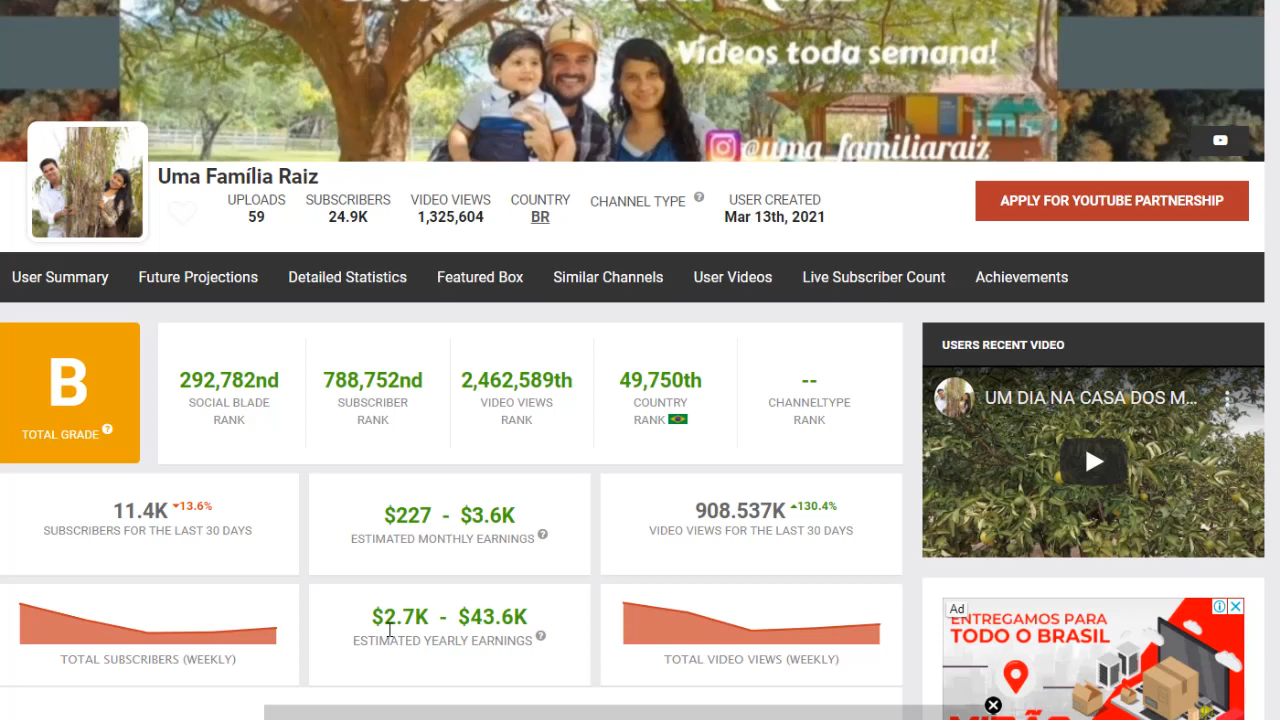 Vídeos toda semana!
@uma_familiaraiz
Uma Família Raiz
UPLOADS
59
SUBSCRIBERS
24.9K
VIDEO VIEWS
1,325,604
COUNTRY
BR
CHANNEL TYPE ?
USER CREATED
Mar 13th, 2021
APPLY FOR YOUTUBE PARTNERSHIP
User Summary
Future Projections
Detailed Statistics
Featured Box
Similar Channels
User Videos
Live Subscriber Count
Achievements
B
TOTAL GRADE ?
292,782nd
SOCIAL BLADE
RANK
788,752nd
SUBSCRIBER
RANK
2,462,589th
VIDEO VIEWS
RANK
49,750th
COUNTRY
RANK
--
CHANNELTYPE
RANK
USERS RECENT VIDEO
UM DIA NA CASA DOS M...
11.4K 13.6%
SUBSCRIBERS FOR THE LAST 30 DAYS
$227 - $3.6K
ESTIMATED MONTHLY EARNINGS ?
908.537K 130.4%
VIDEO VIEWS FOR THE LAST 30 DAYS
TOTAL SUBSCRIBERS (WEEKLY)
$2.7K - $43.6K
ESTIMATED YEARLY EARNINGS ?
TOTAL VIDEO VIEWS (WEEKLY)
Ad
ENTREGAMOS PARA
TODO O BRASIL